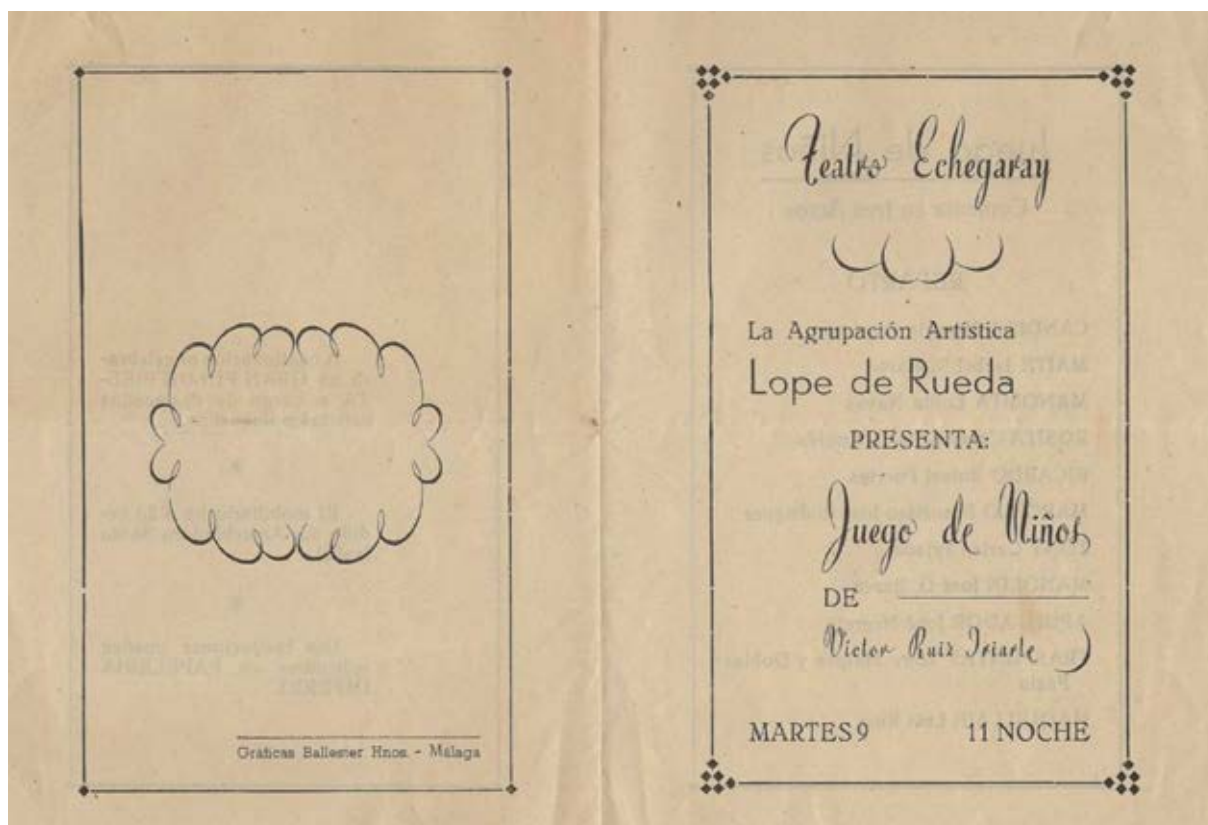 Gráficas Ballester Hnos. - Málaga
Teatro Echegaray
La Agrupación Artística
Lope de Rueda
PRESENTA:
Juego de Niños
DE
Victor Ruiz Iriarte
MARTES 9 11 NOCHE